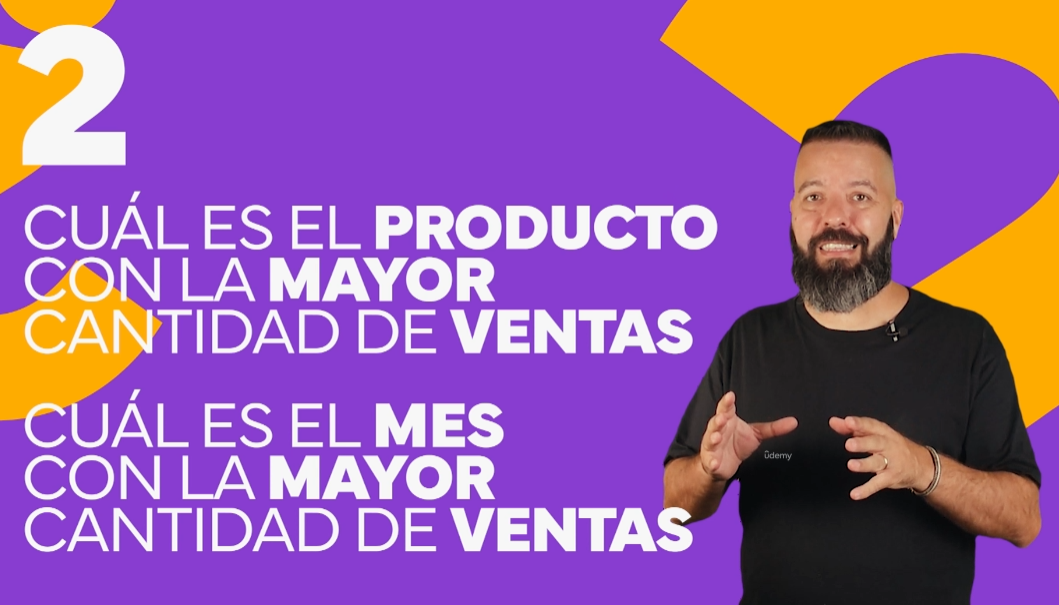 2
CUÁL ES EL PRODUCTO
CON LA MAYOR
CANTIDAD DE VENTAS
CUÁL ES EL MES
CON LA MAYOR
CANTIDAD DE VENTAS
ûdemy